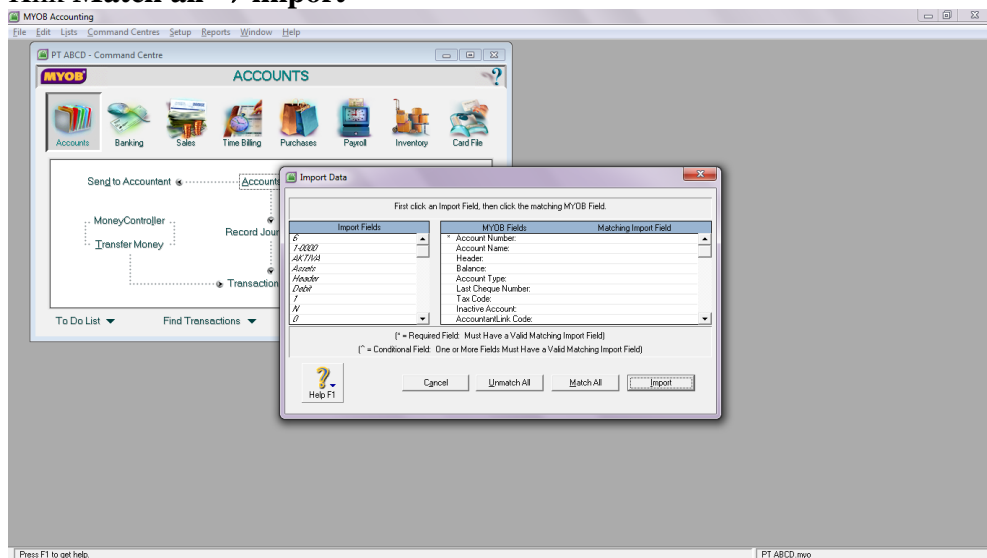 MYOB Accounting
File Edit Lists Command Centres Setup Reports Window Help
PT ABCD - Command Centre
MYOB
ACCOUNTS
Accounts Banking Sales Time Billing Purchases Payroll Inventory Card File
Send to Accountant
Accounts
MoneyController
Record Jour
Transfer Money
Transaction
To Do List
Find Transactions
Import Data
First click an Import Field, then click the matching MYOB Field.
Import Fields
MYOB Fields Matching Import Field
6
1-0000
AKTIVA
Assets
Header
Debit
1
N
0
* Account Number:
Account Name:
Header:
Balance:
Account Type:
Last Cheque Number:
Tax Code:
Inactive Account:
AccountantLink Code:
(* = Required Field: Must Have a Valid Matching Import Field)
(^ = Conditional Field: One or More Fields Must Have a Valid Matching Import Field)
Help F1
Cancel Unmatch All Match All Import
Press F1 to get help.
PT ABCD.myo